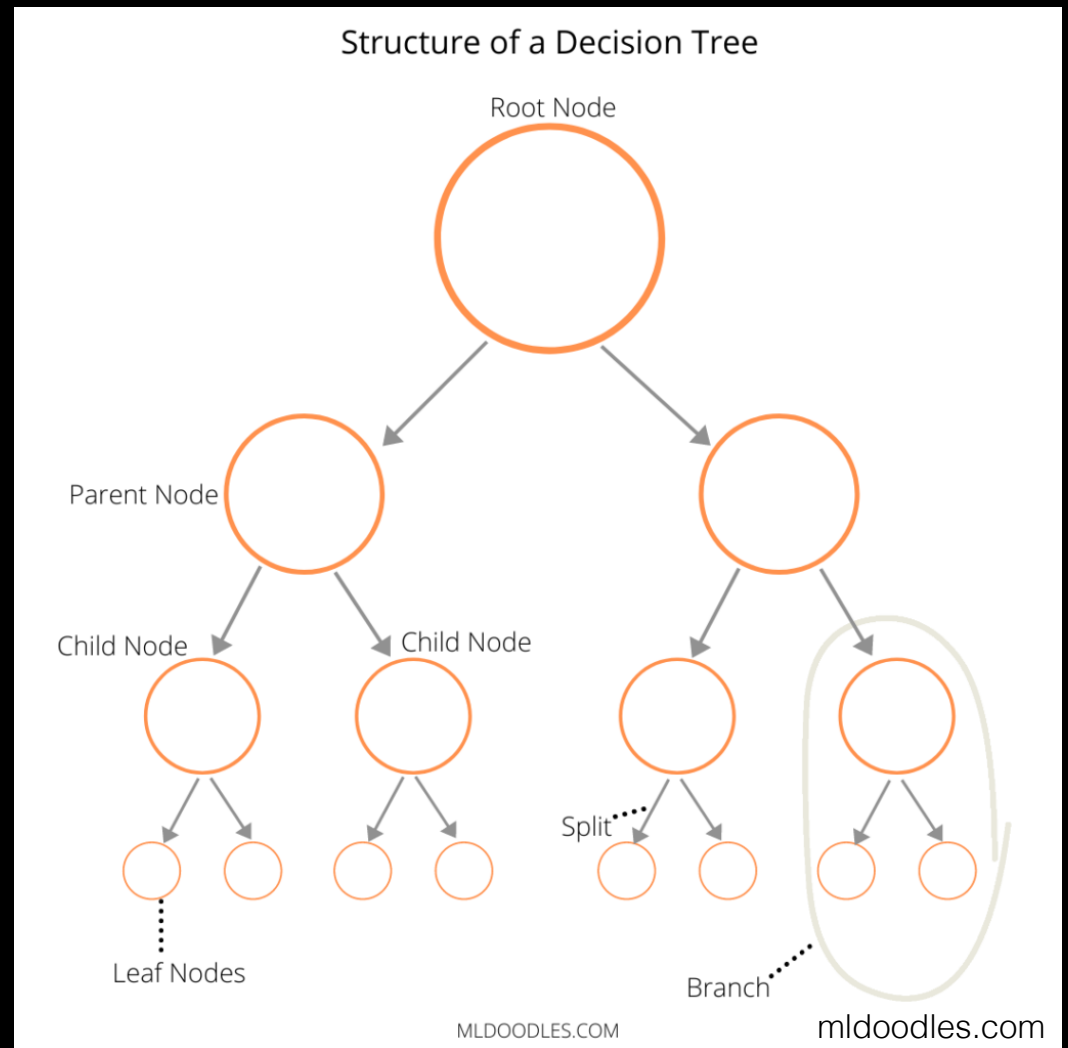 Structure of a Decision Tree
Root Node
Parent Node
Child Node
Child Node
Split
Leaf Nodes
Branch
MLDOODLES.COM
mldoodles.com